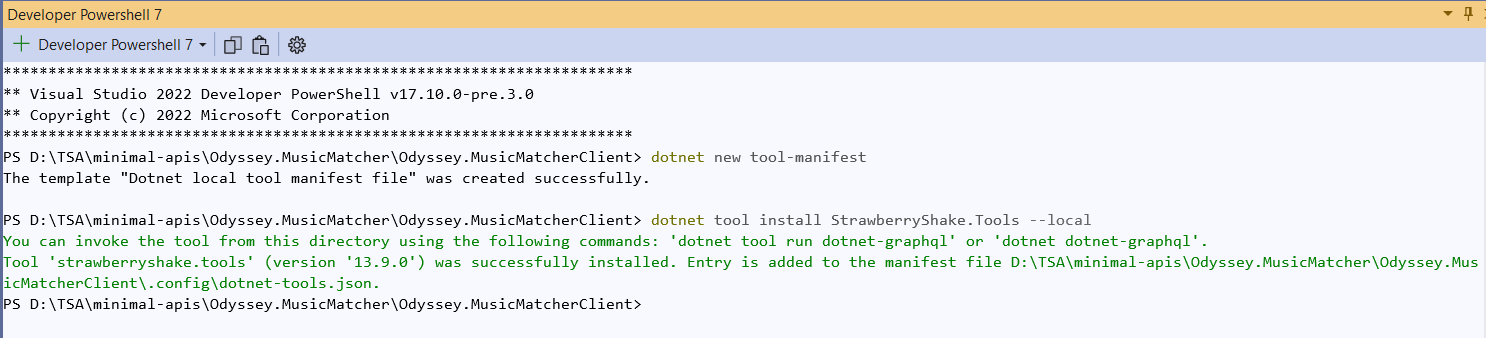 Developer Powershell 7
Developer Powershell 7
**********************************************************************
** Visual Studio 2022 Developer PowerShell v17.10.0-pre.3.0
** Copyright (c) 2022 Microsoft Corporation
**********************************************************************
PS D:\TSA\minimal-apis\Odyssey.MusicMatcher\Odyssey.MusicMatcherClient> dotnet new tool-manifest
The template "Dotnet local tool manifest file" was created successfully.
PS D:\TSA\minimal-apis\Odyssey.MusicMatcher\Odyssey.MusicMatcherClient> dotnet tool install StrawberryShake.Tools --local
You can invoke the tool from this directory using the following commands: 'dotnet tool run dotnet-graphql' or 'dotnet dotnet-graphql'.
Tool 'strawberryshake.tools' (version '13.9.0') was successfully installed. Entry is added to the manifest file D:\TSA\minimal-apis\Odyssey.MusicMatcher\Odyssey.Mus
icMatcherClient\.config\dotnet-tools.json.
PS D:\TSA\minimal-apis\Odyssey.MusicMatcher\Odyssey.MusicMatcherClient>